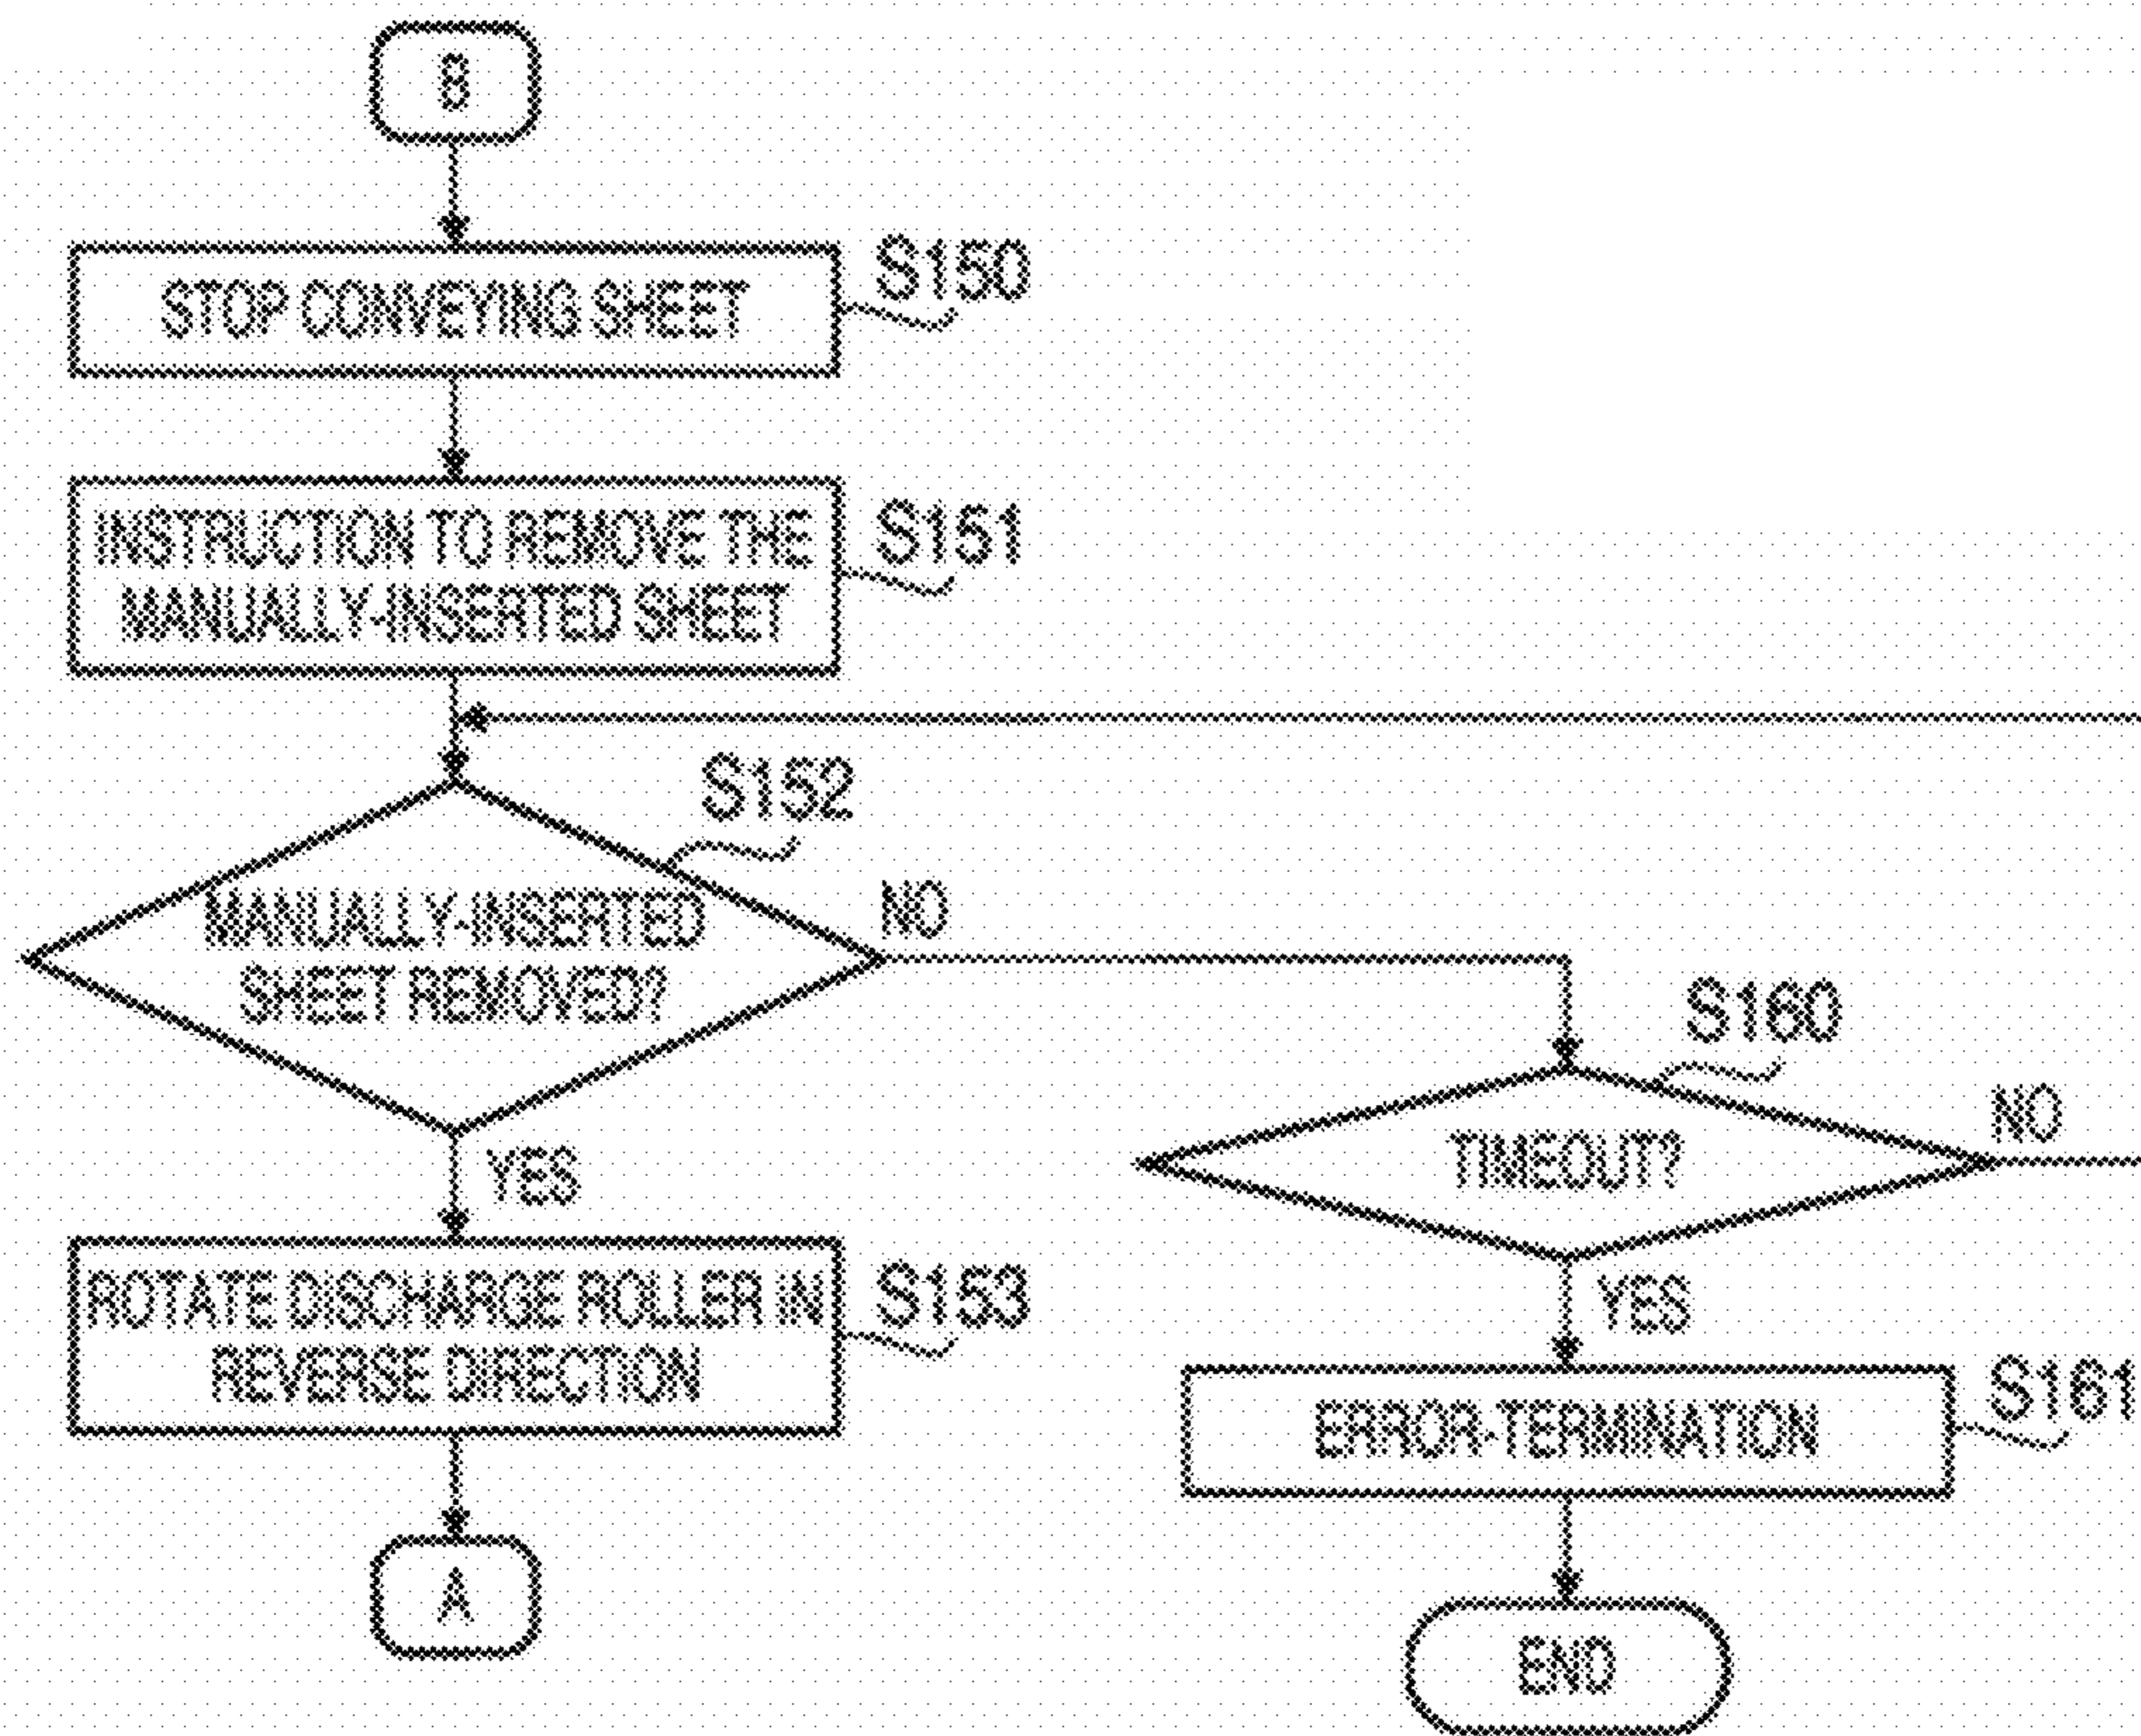 B
STOP CONVEYING SHEET
S150
INSTRUCTION TO REMOVE THE
MANUALLY-INSERTED SHEET
S151
S152
MANUALLY-INSERTED
SHEET REMOVED?
NO
YES
S160
TIMEOUT?
NO
YES
ROTATE DISCHARGE ROLLER IN
REVERSE DIRECTION
S153
ERROR-TERMINATION
S161
A
END